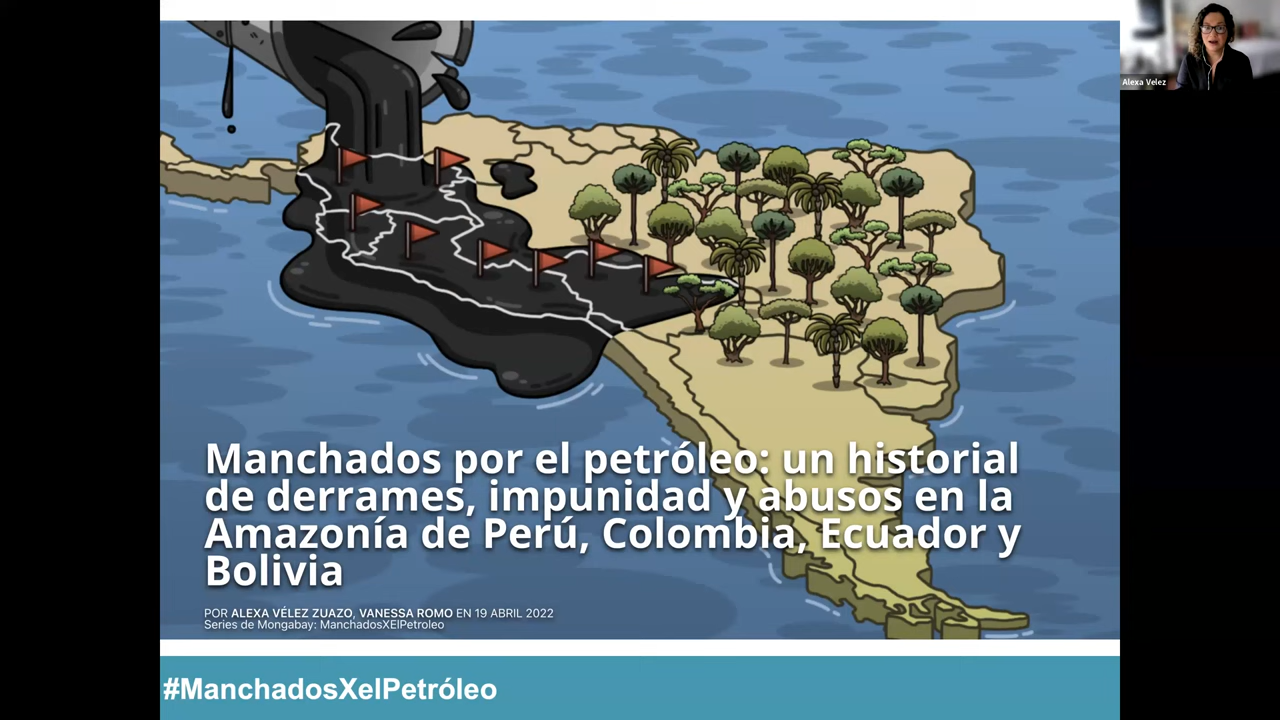 Alexa Velez
Manchados por el petróleo: un historial
de derrames, impunidad y abusos en la
Amazonía de Perú, Colombia, Ecuador y
Bolivia
POR ALEXA VÉLEZ ZUAZO, VANESSA ROMO EN 19 ABRIL 2022
Series de Mongabay: ManchadosXElPetroleo
#ManchadosXelPetróleo